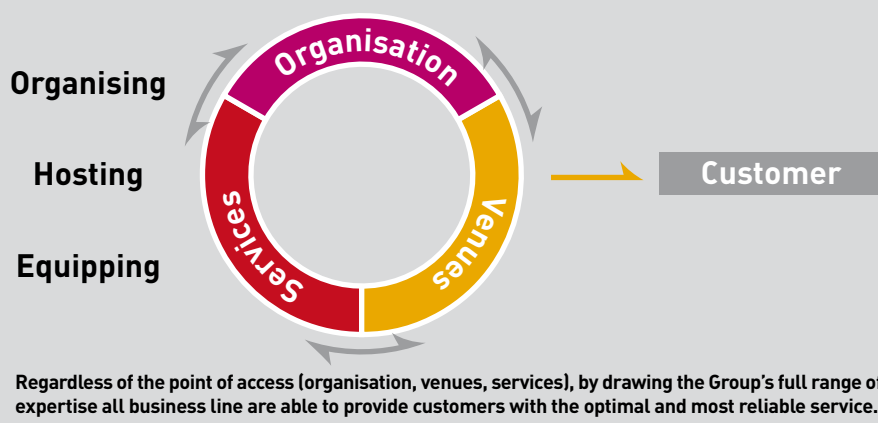 Organisation
Organising
Hosting
Customer
Services
Venues
Equipping
Regardless of the point of access (organisation, venues, services), by drawing the Group's full range of
expertise all business line are able to provide customers with the optimal and most reliable service.